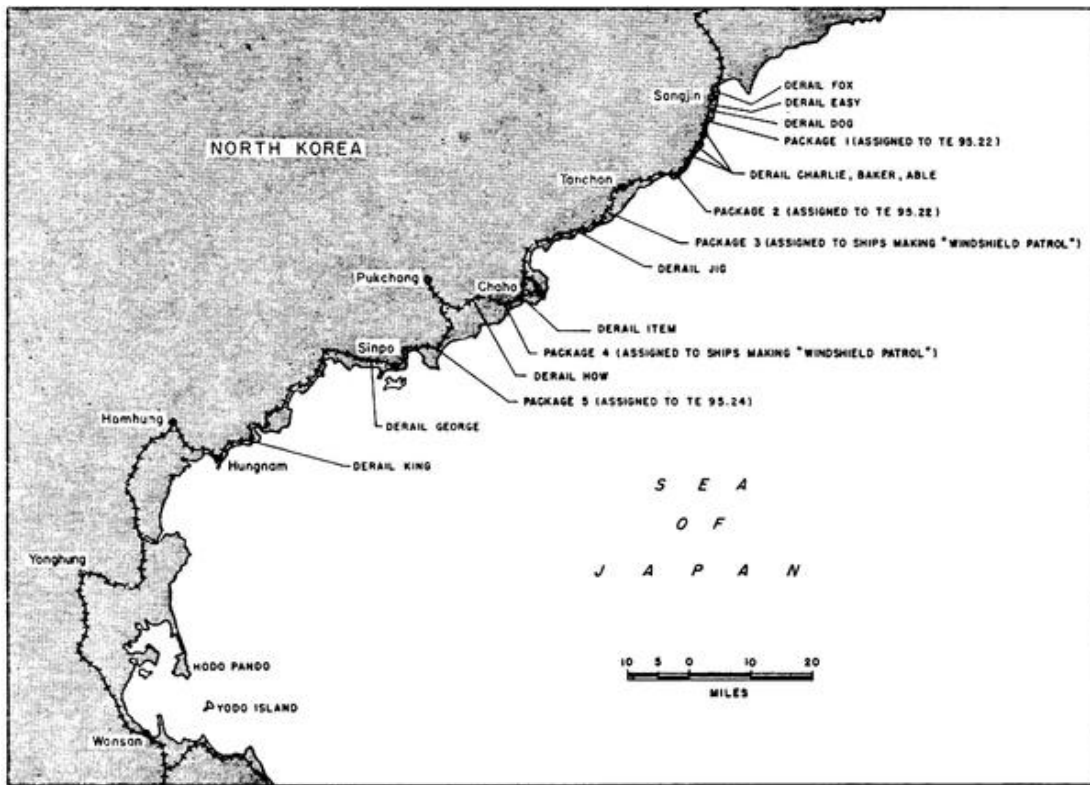 DERAIL FOX
Songjin
DERAIL EASY
DERAIL DOG
PACKAGE 1 (ASSIGNED TO TE 95.22)
NORTH KOREA
DERAIL CHARLIE, BAKER, ABLE
Tanchon
PACKAGE 2 (ASSIGNED TO TE 95.22)
PACKAGE 3 (ASSIGNED TO SHIPS MAKING "WINDSHIELD PATROL")
DERAIL JIG
Pukchong
Chaho
DERAIL ITEM
Sinpo
PACKAGE 4 (ASSIGNED TO SHIPS MAKING "WINDSHIELD PATROL")
DERAIL HOW
PACKAGE 5 (ASSIGNED TO TE 95.24)
Hamhung
DERAIL GEORGE
Hungnam
DERAIL KING
SEA
OF
JAPAN
Yonghung
HODO PANDO
10 5 0 10 20
MILES
YODO ISLAND
Wonsan